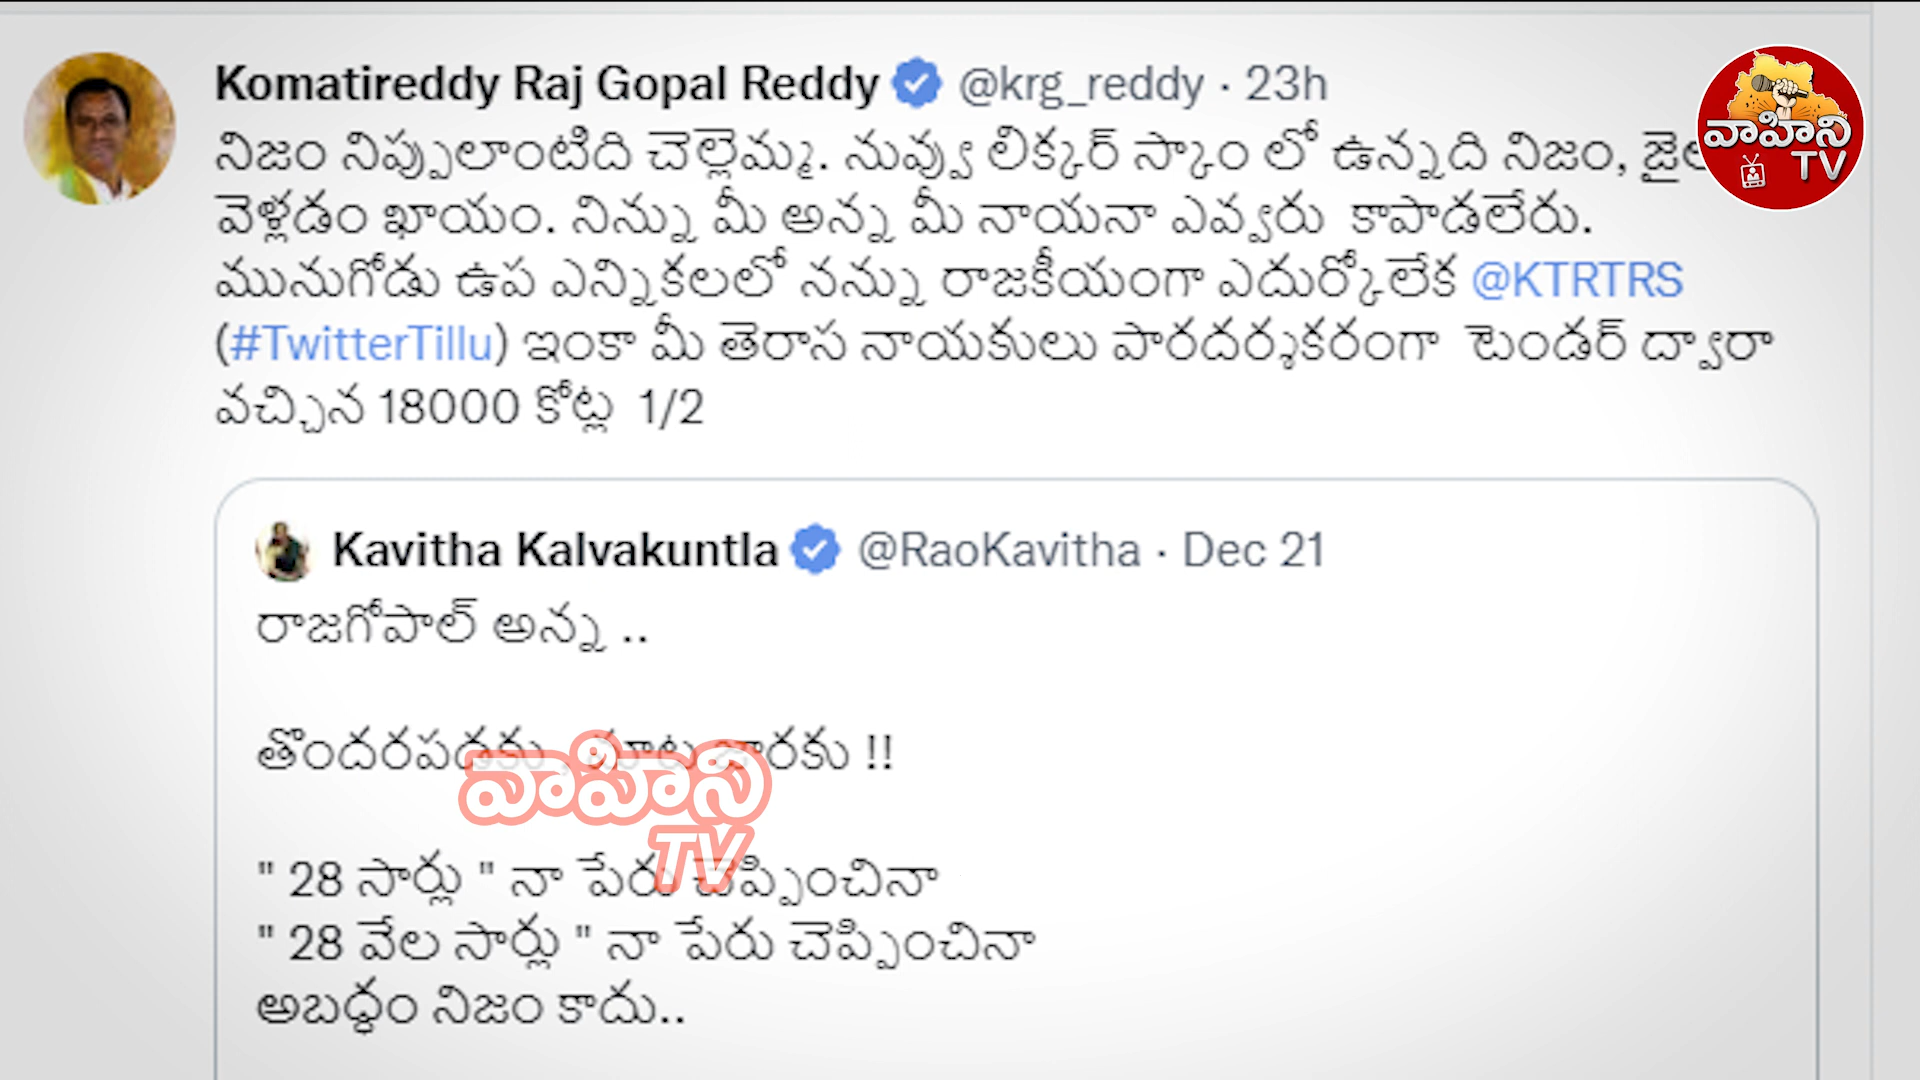 Komatireddy Raj Gopal Reddy @krg_reddy · 23h
నిజం నిప్పులాంటిది చెల్లెమ్మ. నువ్వు లిక్కర్ స్కాం లో ఉన్నది నిజం,
వెళ్లడం ఖాయం. నిన్ను మీ అన్న మీ నాయనా ఎవ్వరు కాపాడలేరు.
మునుగోడు ఉప ఎన్నికలలో నన్ను రాజకీయంగా ఎదుర్కోలేక @KTRTRS
(#TwitterTillu) ఇంకా మీ తెరాస నాయకులు పారదర్శకరంగా టెండర్ ద్వారా
వచ్చిన 18000 కోట్ల 1/2
వాహిని
TV
Kavitha Kalvakuntla @RaoKavitha · Dec 21
రాజగోపాల్ అన్న ..
తొందరపడకు, మాట జారకు !!
వాహిని
TV
" 28 సార్లు " నా పేరు చెప్పించినా
" 28 వేల సార్లు " నా పేరు చెప్పించినా
అబద్ధం నిజం కాదు..